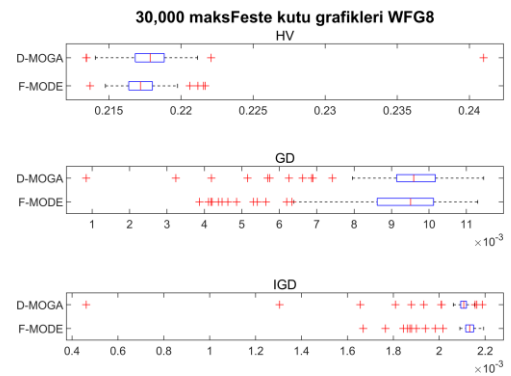 30,000 maksFeste kutu grafikleri WFG8
HV
D-MOGA
F-MODE
0.215 0.22 0.225 0.23 0.235 0.24
GD
D-MOGA
F-MODE
1 2 3 4 5 6 7 8 9 10 11
×10-3
IGD
D-MOGA
F-MODE
0.4 0.6 0.8 1 1.2 1.4 1.6 1.8 2 2.2
×10-3